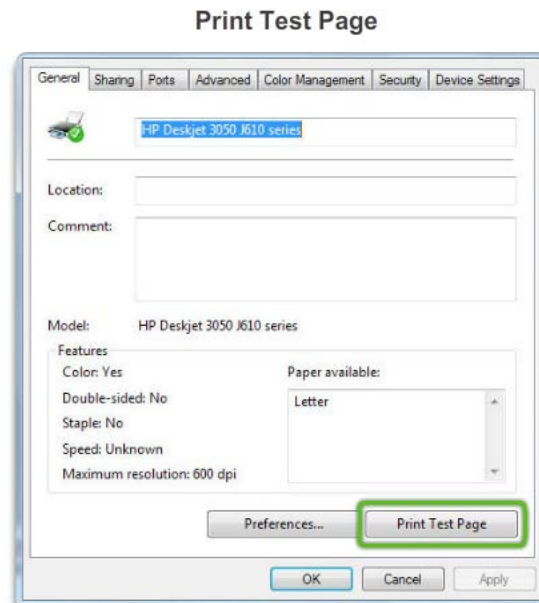 Print Test Page
General Sharing Ports Advanced Color Management Security Device Settings
HP Deskjet 3050 J610 series
Location:
Comment:
Model: HP Deskjet 3050 J610 series
Features
Color: Yes Paper available:
Double-sided: No Letter
Staple: No
Speed: Unknown
Maximum resolution: 600 dpi
Preferences... Print Test Page
OK Cancel Apply